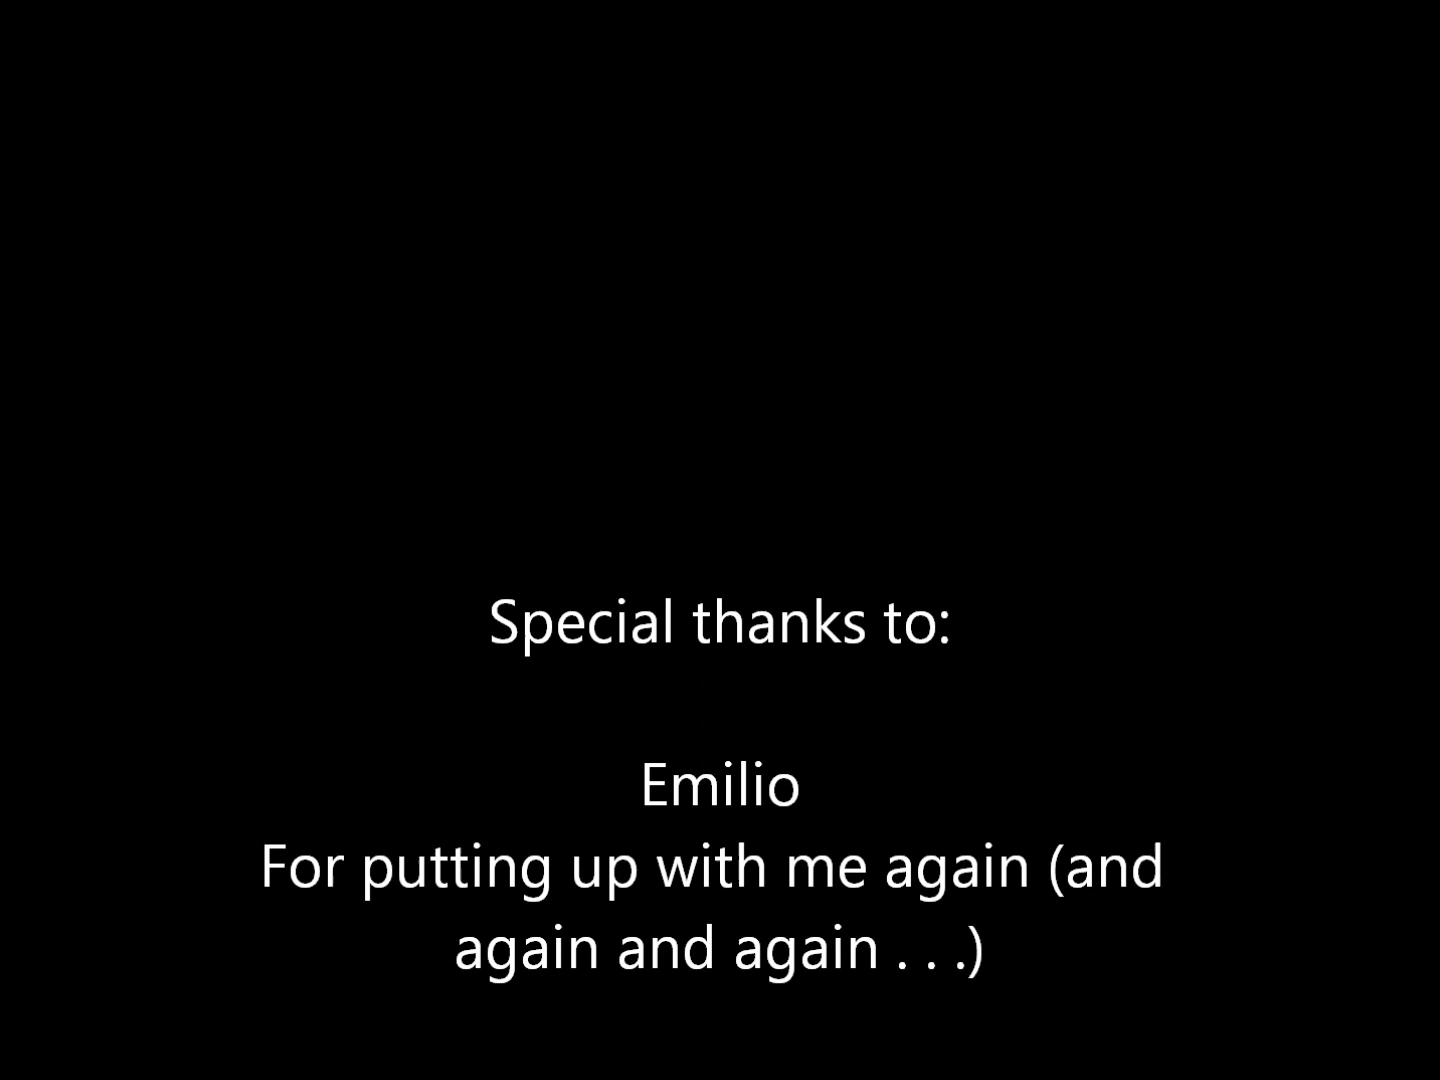 Special thanks to:
Emilio
For putting up with me again (and
again and again . . .)